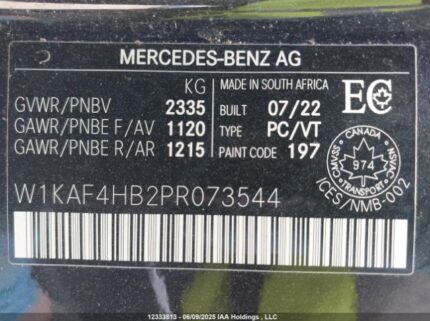 MERCEDES-BENZ AG
KG
GVWR/PNBV 2335
GAWR/PNBE F/AV 1120
GAWR/PNBE R/AR 1215
MADE IN SOUTH AFRICA
BUILT 07/22
TYPE PC/VT
PAINT CODE 197
EC
CANADA
CMVSS
NSVAC
974
TRANSPORT
ICES/NMB-002
W1KAF4HB2PR073544
12333813 - 06/09/2025 IAA Holdings , LLC